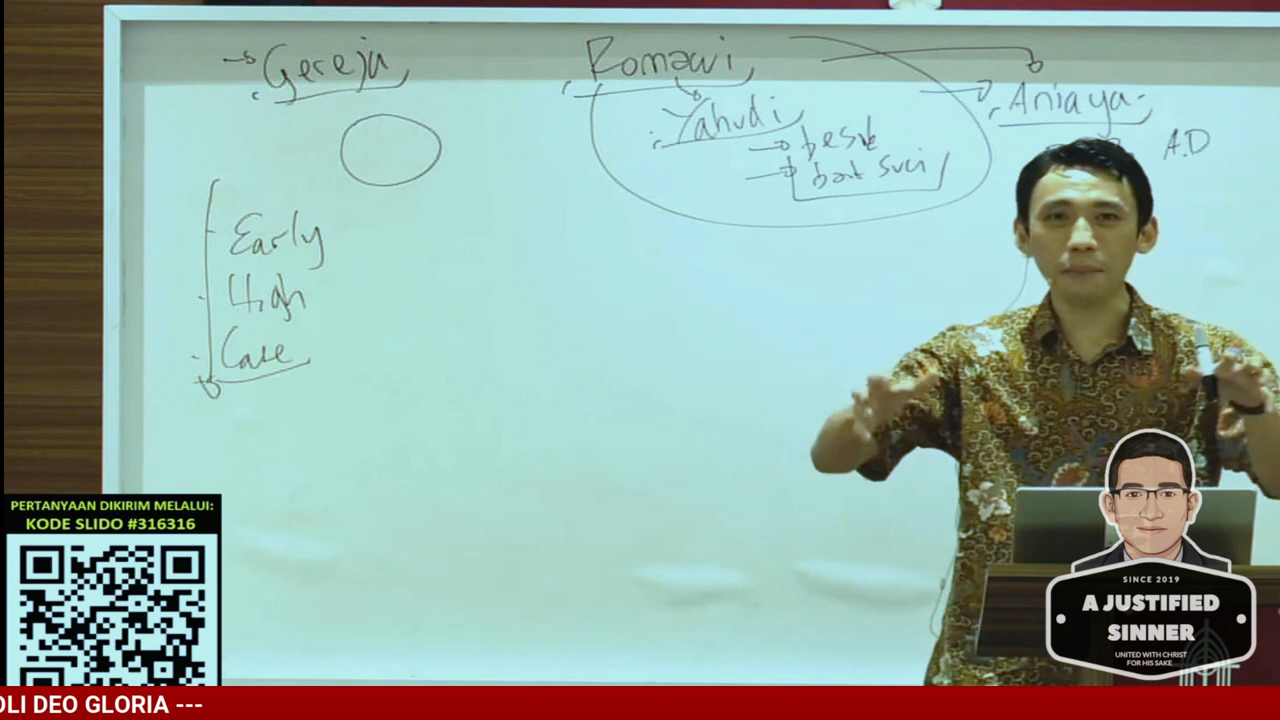 Gereja
Romawi
Yahudi
besar
bait suci
Aniaya
A.D
Early
High
Late
PERTANYAAN DIKIRIM MELALUI:
KODE SLIDO #316316
SINCE 2019
A JUSTIFIED
SINNER
UNITED WITH CHRIST
FOR HIS SAKE
OLI DEO GLORIA ---